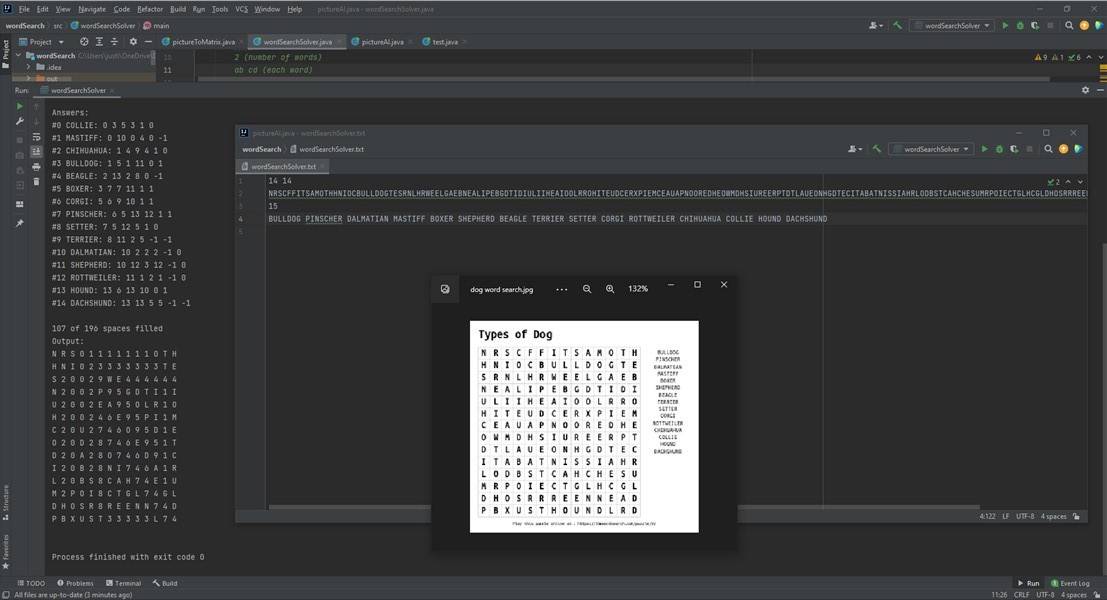 File Edit View Navigate Code Refactor Build Run Tools VCS Window Help pictureAI.java - wordSearchSolver.java
wordSearch src wordSearchSolver main wordSearchSolver
Project pictureToMatrix.java wordSearchSolver.java pictureAI.java test.java
wordSearch
.idea
out
10 2 (number of words)
11 ab cd (each word)
9 1 6
Run: wordSearchSolver
Answers:
#0 COLLIE: 0 3 5 3 1 0
#1 MASTIFF: 0 10 0 4 0 -1
#2 CHIHUAHUA: 1 4 9 4 1 0
#3 BULLDOG: 1 5 1 11 0 1
#4 BEAGLE: 2 13 2 8 0 -1
#5 BOXER: 3 7 7 11 1 1
#6 CORGI: 5 6 9 10 1 1
#7 PINSCHER: 6 5 13 12 1 1
#8 SETTER: 7 5 12 5 1 0
#9 TERRIER: 8 11 2 5 -1 -1
#10 DALMATIAN: 10 2 2 2 -1 0
#11 SHEPHERD: 10 12 3 12 -1 0
#12 ROTTWEILER: 11 1 2 1 -1 0
#13 HOUND: 13 6 13 10 0 1
#14 DACHSHUND: 13 13 5 5 -1 -1
107 of 196 spaces filled
Output:
N R S 0 1 1 1 1 1 1 1 0 T H
H N I 0 2 3 3 3 3 3 3 3 T E
S 2 0 0 2 9 W E 4 4 4 4 4 4
N 2 0 0 2 P 9 5 G D T I 1 I
U 2 0 0 2 E A 9 5 O L R 1 O
H 2 0 0 2 4 6 E 9 5 P I 1 M
C 2 0 U 2 7 4 6 0 9 5 D 1 E
O 2 0 D 2 8 7 4 6 E 9 5 1 T
D 2 0 A 2 8 0 7 4 6 D 9 1 C
I 2 0 B 2 8 N I 7 4 6 A 1 R
L 2 0 B S 8 C A H 7 4 E 1 U
M 2 P O I 8 C T G L 7 4 G L
D H O S R 8 R E E N N 7 4 D
P B X U S T 3 3 3 3 3 L 7 4
Process finished with exit code 0
pictureAI.java - wordSearchSolver.txt
wordSearch wordSearchSolver.txt wordSearchSolver
wordSearchSolver.txt
1 14 14
2
3 15
4 BULLDOG PINSCHER DALMATIAN MASTIFF BOXER SHEPHERD BEAGLE TERRIER SETTER CORGI ROTTWEILER CHIHUAHUA COLLIE HOUND DACHSHUND
5
2
4:122 LF UTF-8 4 spaces
dog word search.jpg 132%
Types of Dog
N R S C F F I T S A M O T H
H N I O C B U L L D O G T E
S R N L H R W E E L G A E B
N E A L I P E B G D T I D I
U L I I H E A I O O L R R O
H I T E U D C E R X P I E M
C E A U A P N O O R E D H E
O W M D H S I U R E E R P T
D T L A U E O N H G D T E C
I T A B A T N I S S I A H R
L O D B S T C A H C H E S U
M R P O I E C T G L H C G L
D H O S R R R E E N N E A D
P B X U S T H O U N D L R D
BULLDOG
PINSCHER
DALMATIAN
MASTIFF
BOXER
SHEPHERD
BEAGLE
TERRIER
SETTER
CORGI
ROTTWEILER
CHIHUAHUA
COLLIE
HOUND
DACHSHUND
Structure
Favorites
TODO Problems Terminal Build Run Event Log
All files are up-to-date (3 minutes ago) 11:26 CRLF UTF-8 4 spaces